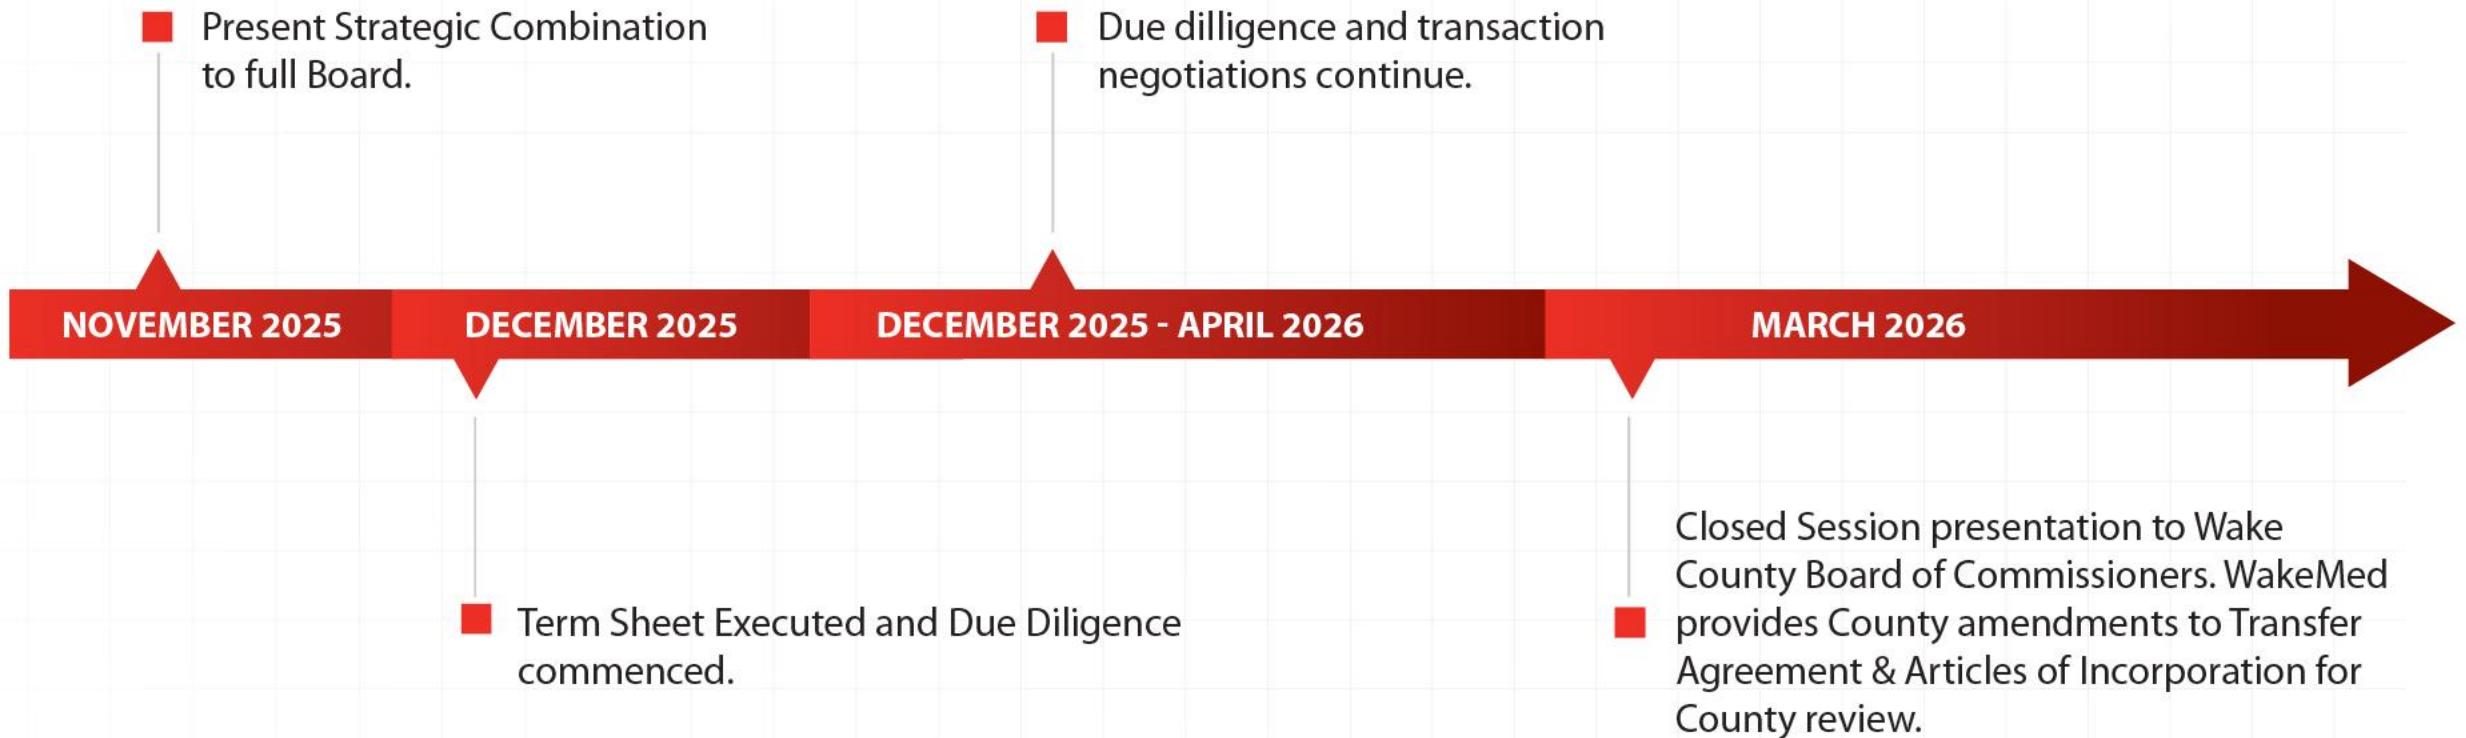 Present Strategic Combination
to full Board.
Due dilligence and transaction
negotiations continue.
NOVEMBER 2025
DECEMBER 2025
DECEMBER 2025 - APRIL 2026
MARCH 2026
Term Sheet Executed and Due Diligence
commenced.
Closed Session presentation to Wake
County Board of Commissioners. WakeMed
provides County amendments to Transfer
Agreement & Articles of Incorporation for
County review.